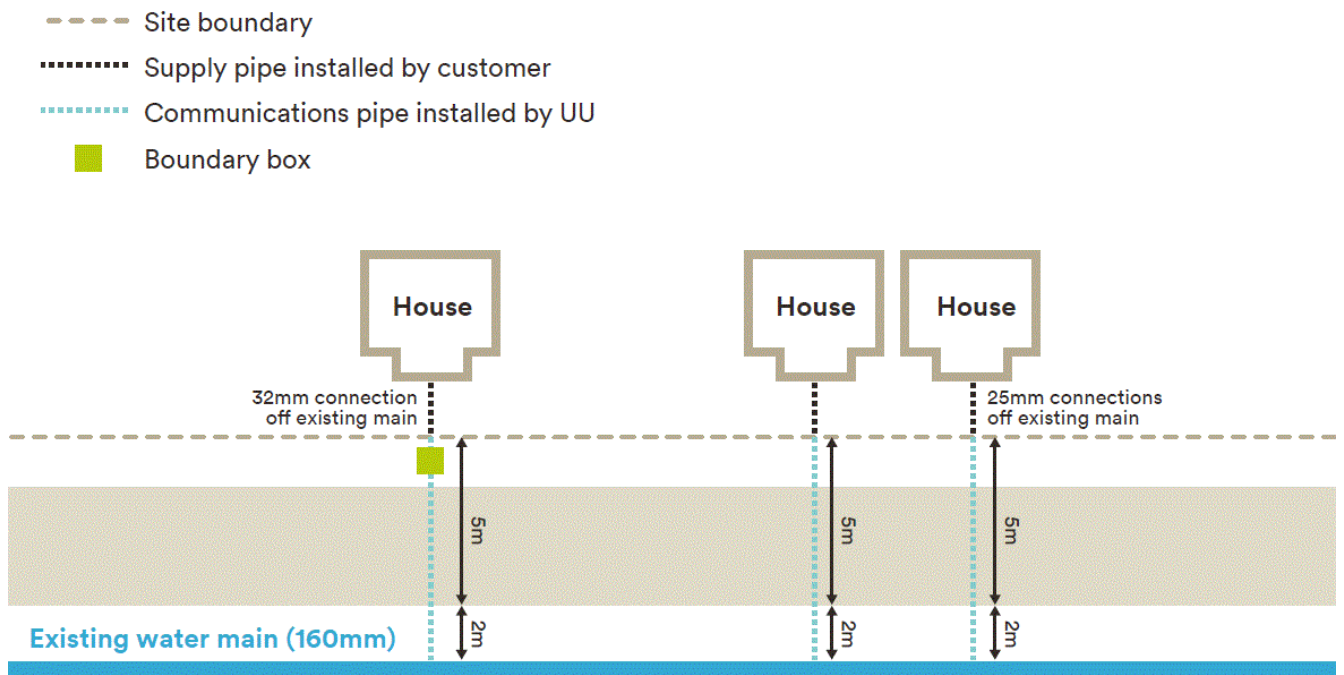 Site boundary
Supply pipe installed by customer
Communications pipe installed by UU
Boundary box
House
House
House
32mm connection
off existing main
25mm connections
off existing main
5m
5m
5m
2m
2m
2m
Existing water main (160mm)